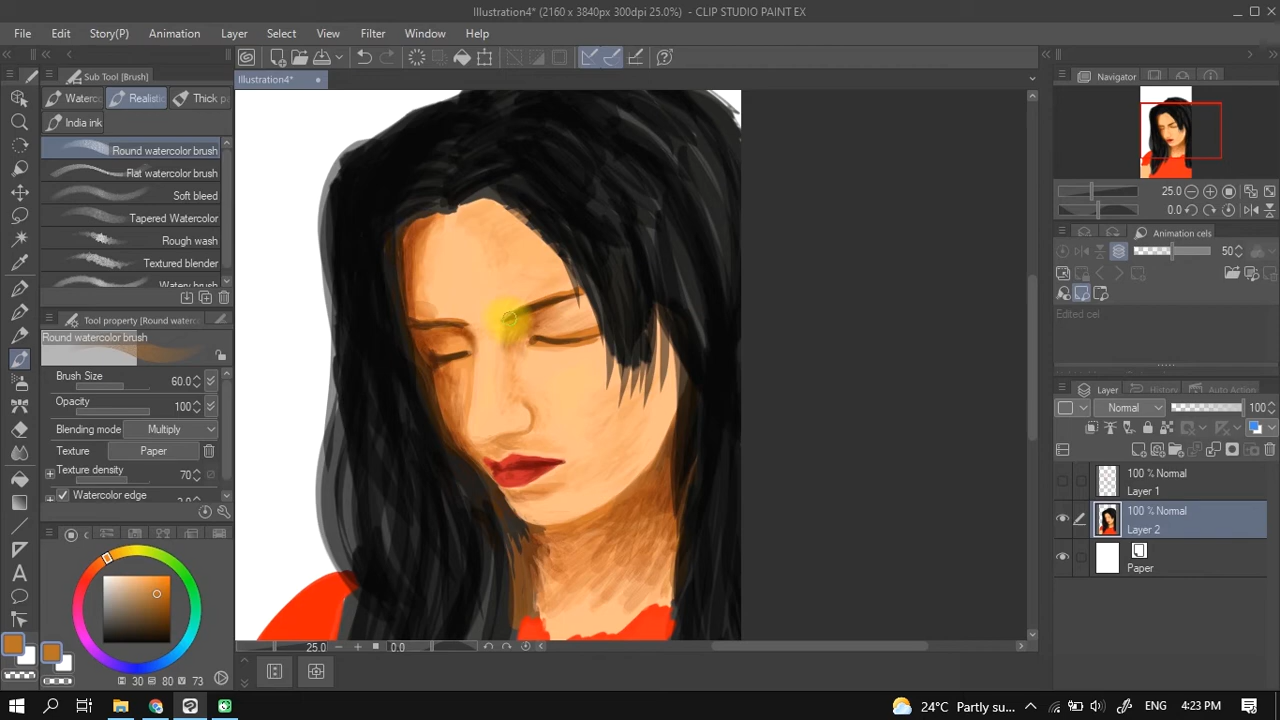 Illustration4* (2160 x 3840px 300dpi 25.0%) - CLIP STUDIO PAINT EX
File Edit Story(P) Animation Layer Select View Filter Window Help
Sub Tool [Brush]
Illustration4*
Navigator
Waterc Realistic Thick p
India ink
Round watercolor brush
Flat watercolor brush
Soft bleed
Tapered Watercolor
Rough wash
Textured blender
Watery brush
25.0
0.0
Animation cels
50
Edited cel
Tool property [Round waterc
Round watercolor brush
Brush Size 60.0
Opacity 100
Blending mode Multiply
Texture Paper
Texture density 70
Watercolor edge
Layer History Auto Action
Normal 100
100 % Normal
Layer 1
100 % Normal
Layer 2
Paper
H 30 S 80 V 73
25.0 0.0
24°C Partly su... ENG 4:23 PM